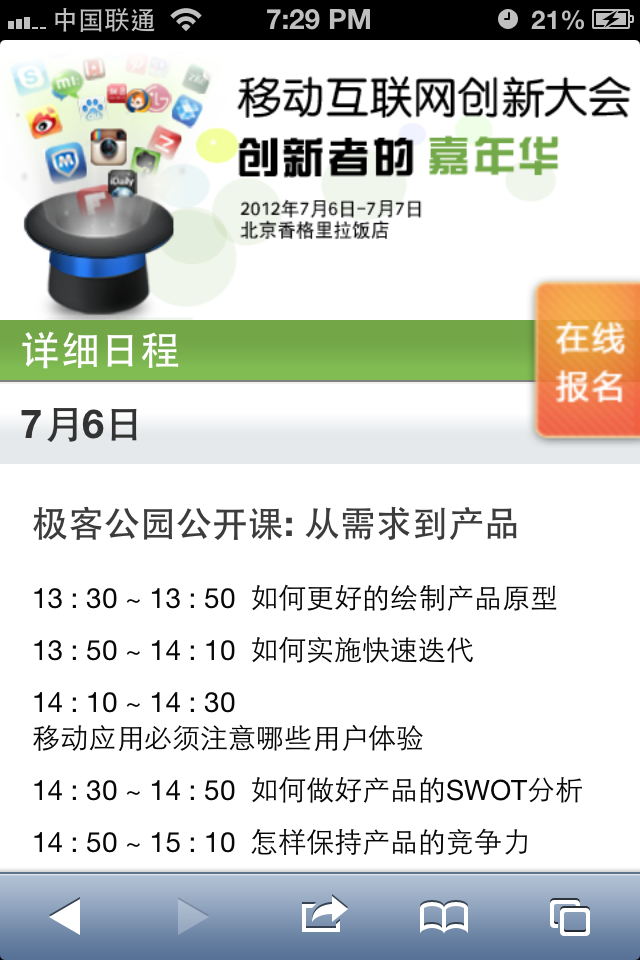 中国联通 7:29 PM 21%
移动互联网创新大会
创新者的 嘉年华
2012年7月6日-7月7日
北京香格里拉饭店
iDaily
详细日程
在线
报名
7月6日
极客公园公开课: 从需求到产品
13 : 30 ~ 13 : 50 如何更好的绘制产品原型
13 : 50 ~ 14 : 10 如何实施快速迭代
14 : 10 ~ 14 : 30
移动应用必须注意哪些用户体验
14 : 30 ~ 14 : 50 如何做好产品的SWOT分析
14 : 50 ~ 15 : 10 怎样保持产品的竞争力